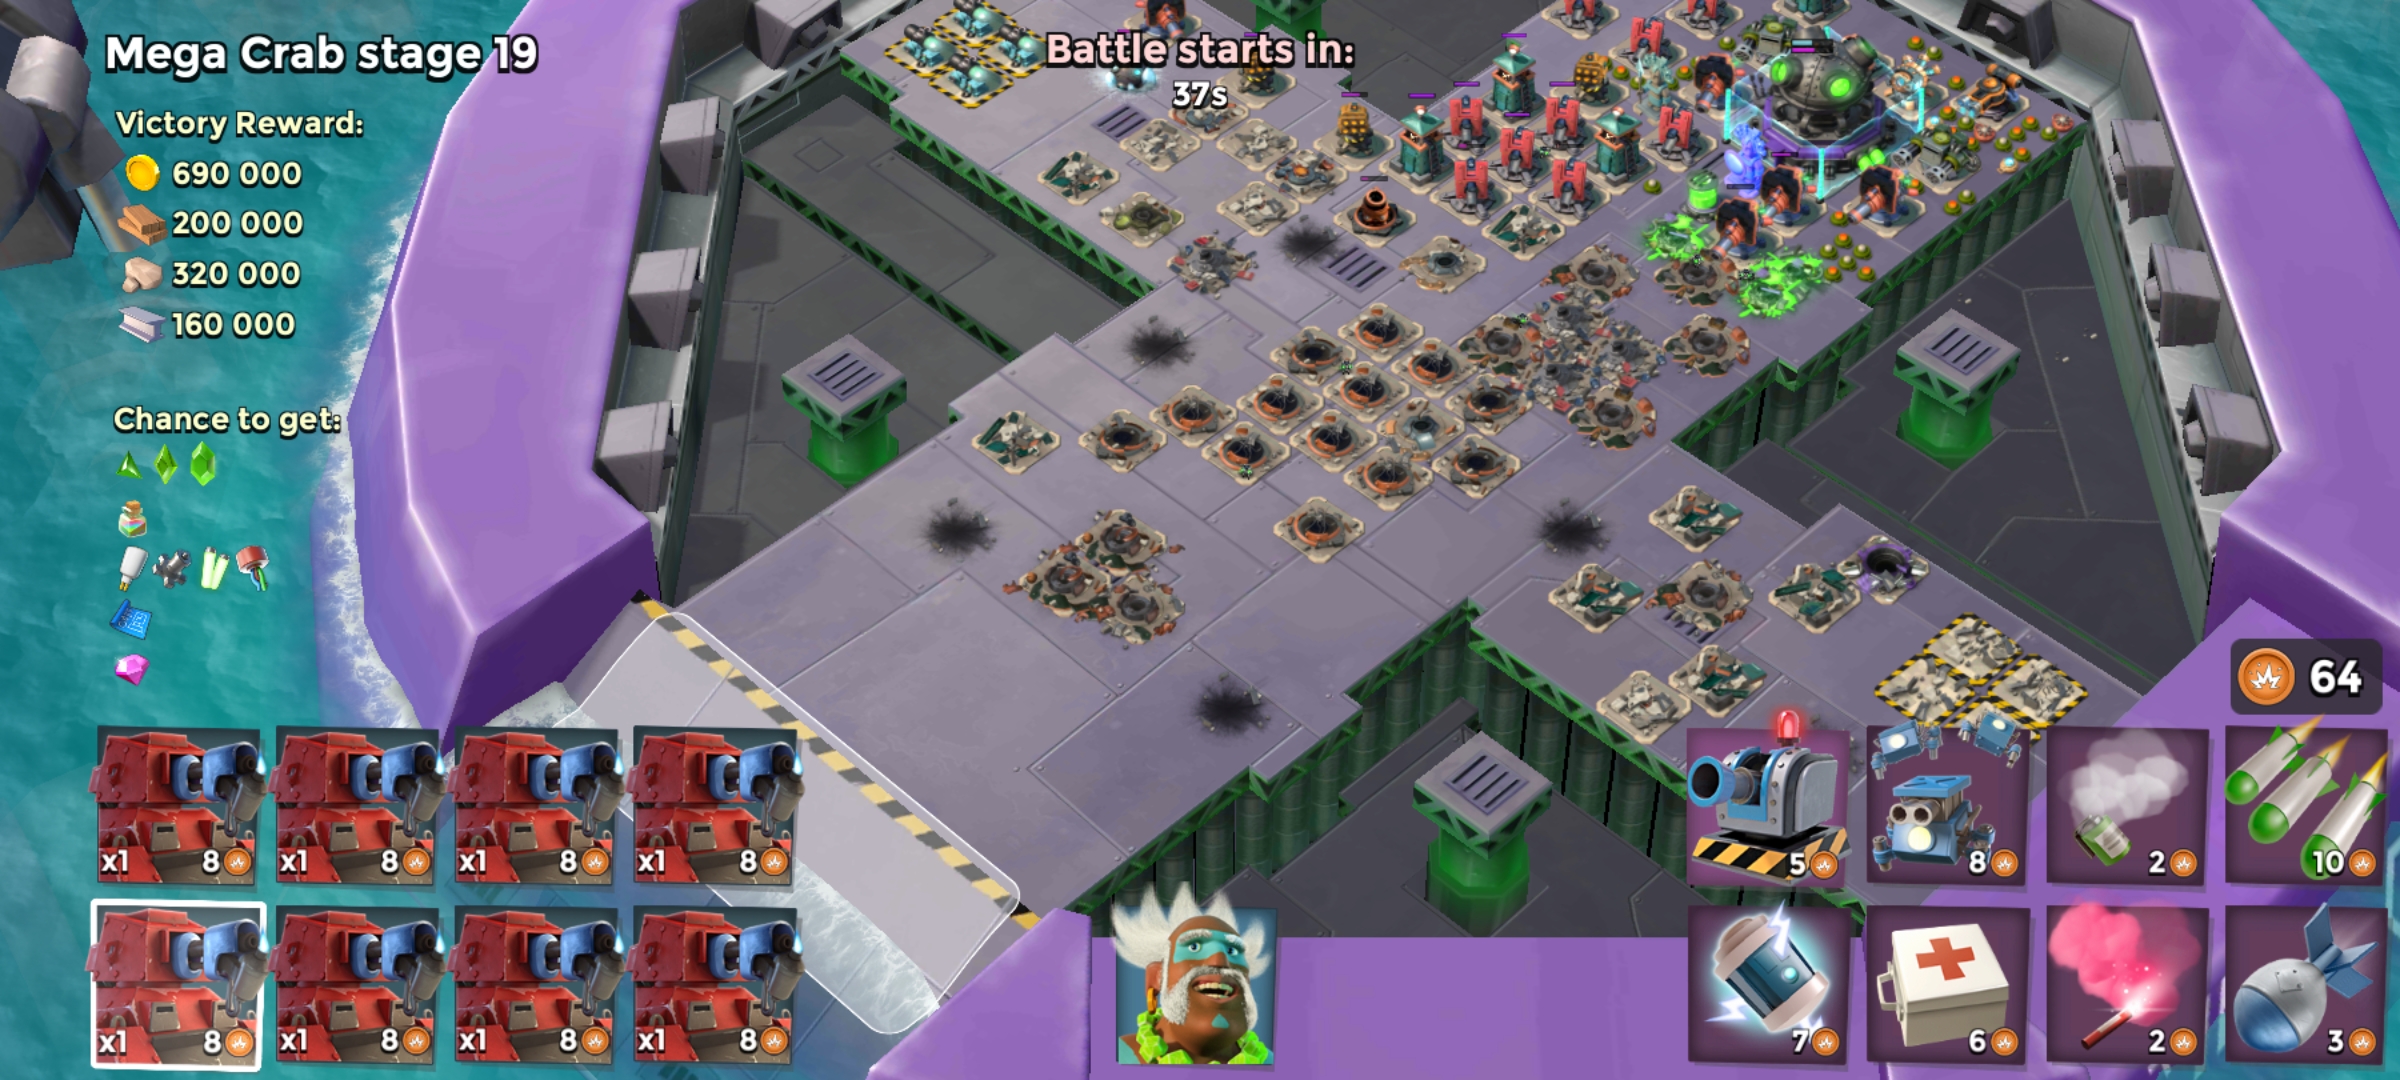 Mega Crab stage 19
Battle starts in:
37s
Victory Reward:
690 000
200 000
320 000
160 000
Chance to get:
64
x1 8
x1 8
x1 8
x1 8
5
8
2
10
x1 8
x1 8
x1 8
x1 8
7
6
2
3